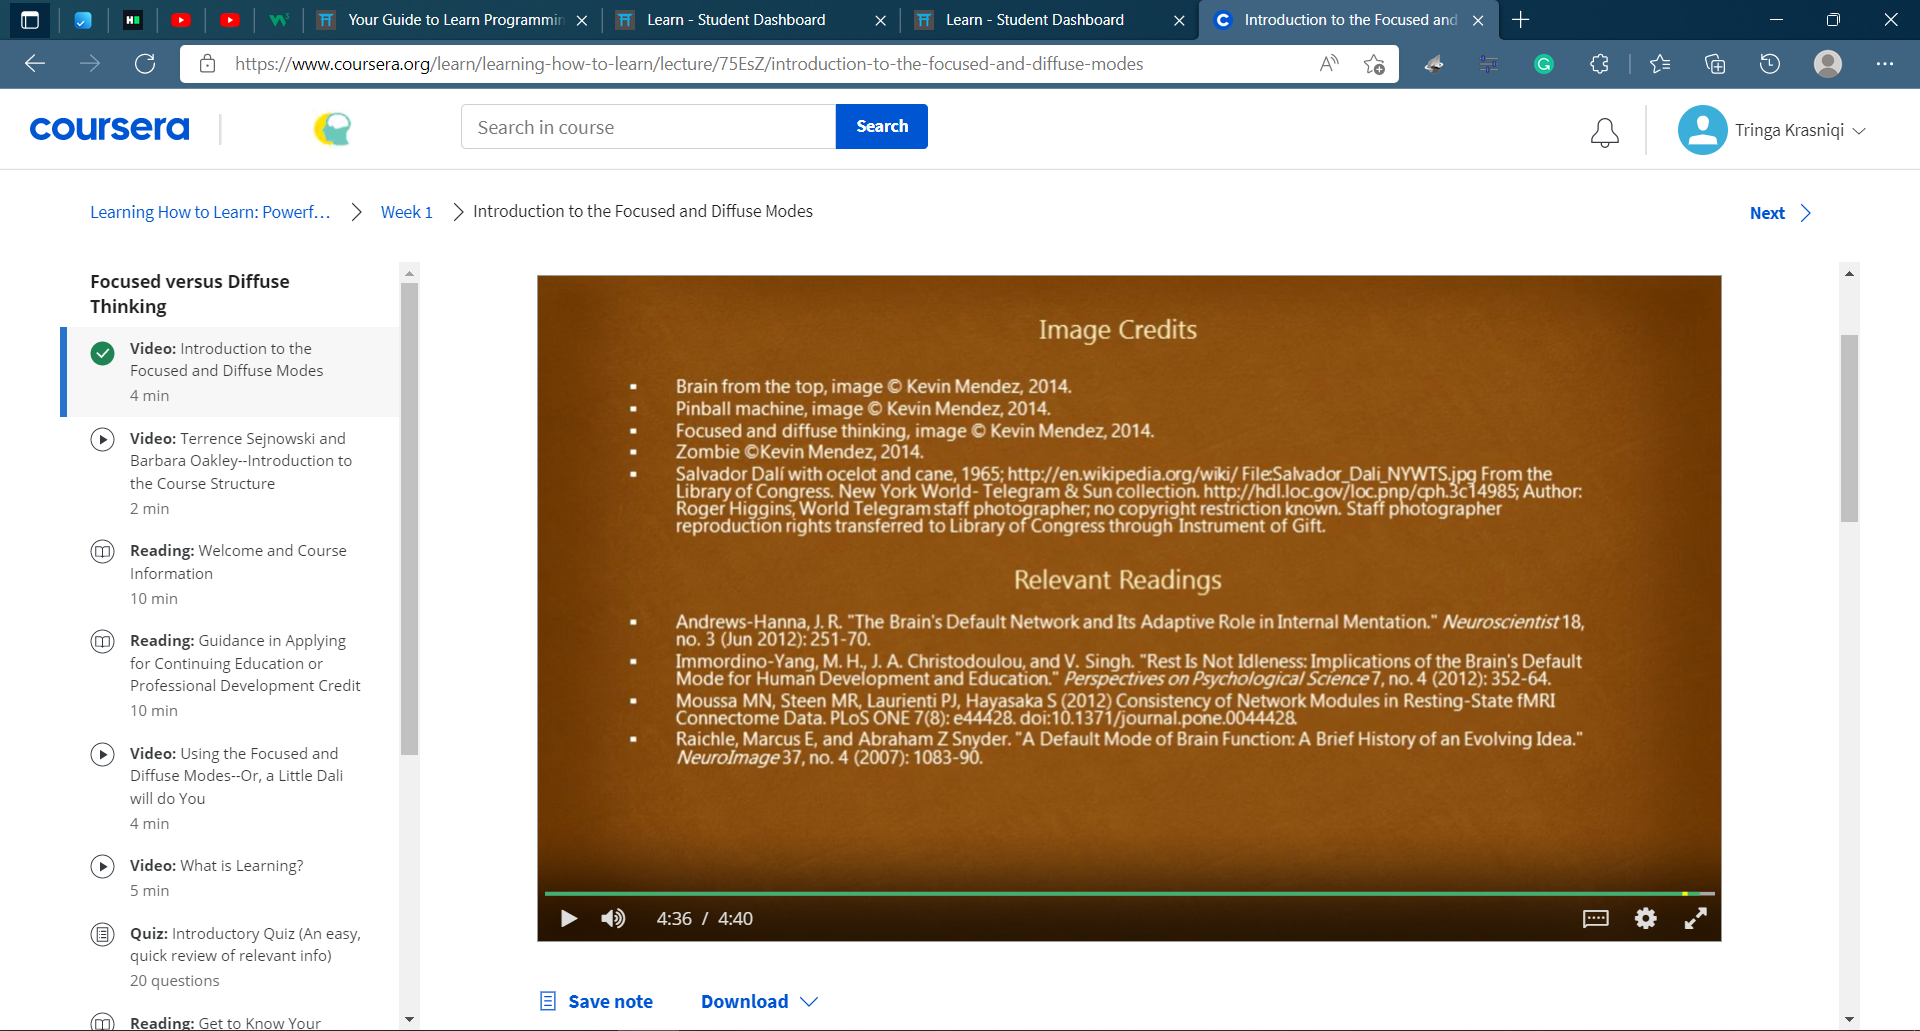 Your Guide to Learn Programmin
Learn - Student Dashboard
Learn - Student Dashboard
Introduction to the Focused and
https://www.coursera.org/learn/learning-how-to-learn/lecture/75EsZ/introduction-to-the-focused-and-diffuse-modes
coursera
Search in course
Search
Tringa Krasniqi
Learning How to Learn: Powerf...
Week 1
Introduction to the Focused and Diffuse Modes
Next
Focused versus Diffuse
Thinking
Video: Introduction to the
Focused and Diffuse Modes
4 min
Video: Terrence Sejnowski and
Barbara Oakley--Introduction to
the Course Structure
2 min
Reading: Welcome and Course
Information
10 min
Reading: Guidance in Applying
for Continuing Education or
Professional Development Credit
10 min
Video: Using the Focused and
Diffuse Modes--Or, a Little Dali
will do You
4 min
Video: What is Learning?
5 min
Quiz: Introductory Quiz (An easy,
quick review of relevant info)
20 questions
Reading: Get to Know Your
Image Credits
▪ Brain from the top, image © Kevin Mendez, 2014.
▪ Pinball machine, image © Kevin Mendez, 2014.
▪ Focused and diffuse thinking, image © Kevin Mendez, 2014.
▪ Zombie ©Kevin Mendez, 2014.
▪ Salvador Dalí with ocelot and cane, 1965; http://en.wikipedia.org/wiki/ File:Salvador_Dali_NYWTS.jpg From the
Library of Congress. New York World- Telegram & Sun collection. http://hdl.loc.gov/loc.pnp/cph.3c14985; Author:
Roger Higgins, World Telegram staff photographer; no copyright restriction known. Staff photographer
reproduction rights transferred to Library of Congress through Instrument of Gift.
Relevant Readings
▪ Andrews-Hanna, J. R. "The Brain's Default Network and Its Adaptive Role in Internal Mentation." Neuroscientist 18,
no. 3 (Jun 2012): 251-70.
▪ Immordino-Yang, M. H., J. A. Christodoulou, and V. Singh. "Rest Is Not Idleness: Implications of the Brain's Default
Mode for Human Development and Education." Perspectives on Psychological Science 7, no. 4 (2012): 352-64.
▪ Moussa MN, Steen MR, Laurienti PJ, Hayasaka S (2012) Consistency of Network Modules in Resting-State fMRI
Connectome Data. PLoS ONE 7(8): e44428. doi:10.1371/journal.pone.0044428.
▪ Raichle, Marcus E, and Abraham Z Snyder. "A Default Mode of Brain Function: A Brief History of an Evolving Idea."
NeuroImage 37, no. 4 (2007): 1083-90.
4:36 / 4:40
Save note
Download